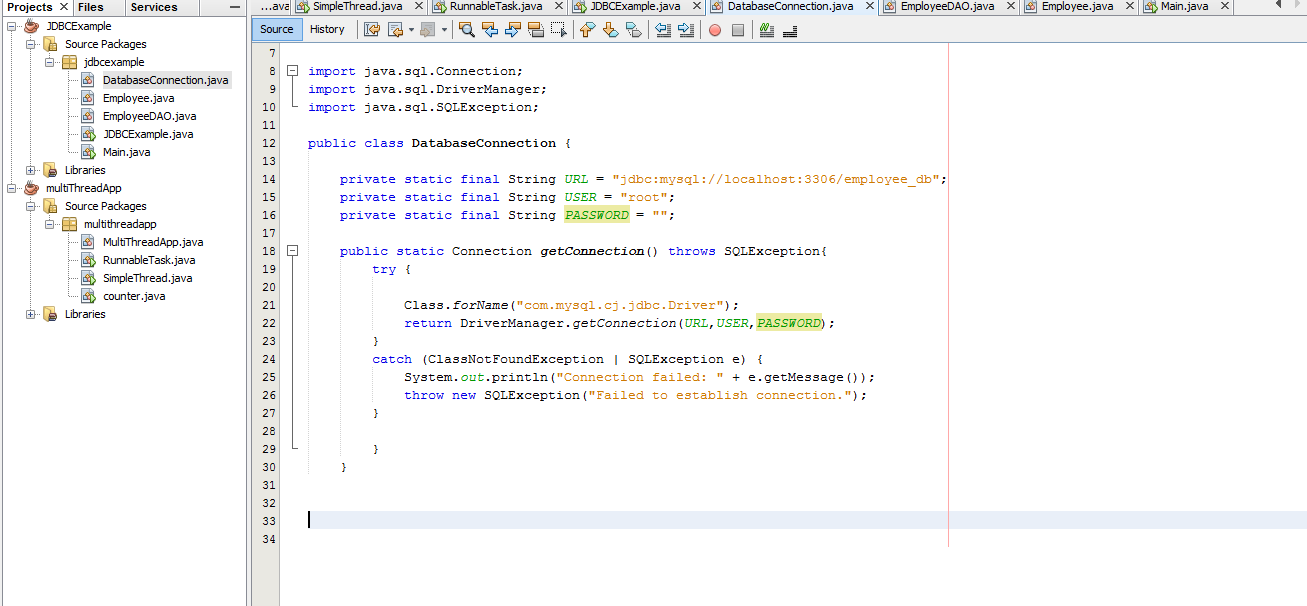 Projects Files Services
...ava SimpleThread.java RunnableTask.java JDBCExample.java DatabaseConnection.java EmployeeDAO.java Employee.java Main.java
Source History
JDBCExample
Source Packages
jdbcexample
DatabaseConnection.java
Employee.java
EmployeeDAO.java
JDBCExample.java
Main.java
Libraries
multiThreadApp
Source Packages
multithreadapp
MultiThreadApp.java
RunnableTask.java
SimpleThread.java
counter.java
Libraries
7
8 import java.sql.Connection;
9 import java.sql.DriverManager;
10 import java.sql.SQLException;
11
12 public class DatabaseConnection {
13
14 private static final String URL = "jdbc:mysql://localhost:3306/employee_db";
15 private static final String USER = "root";
16 private static final String PASSWORD = "";
17
18 public static Connection getConnection() throws SQLException{
19 try {
20
21 Class.forName("com.mysql.cj.jdbc.Driver");
22 return DriverManager.getConnection(URL,USER,PASSWORD);
23 }
24 catch (ClassNotFoundException | SQLException e) {
25 System.out.println("Connection failed: " + e.getMessage());
26 throw new SQLException("Failed to establish connection.");
27 }
28
29 }
30 }
31
32
33
34